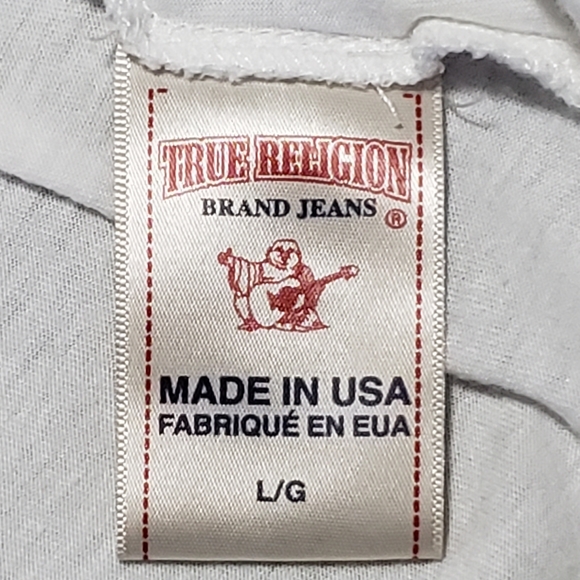 TRUE RELIGION
BRAND JEANS ®
MADE IN USA
FABRIQUÉ EN EUA
L/G